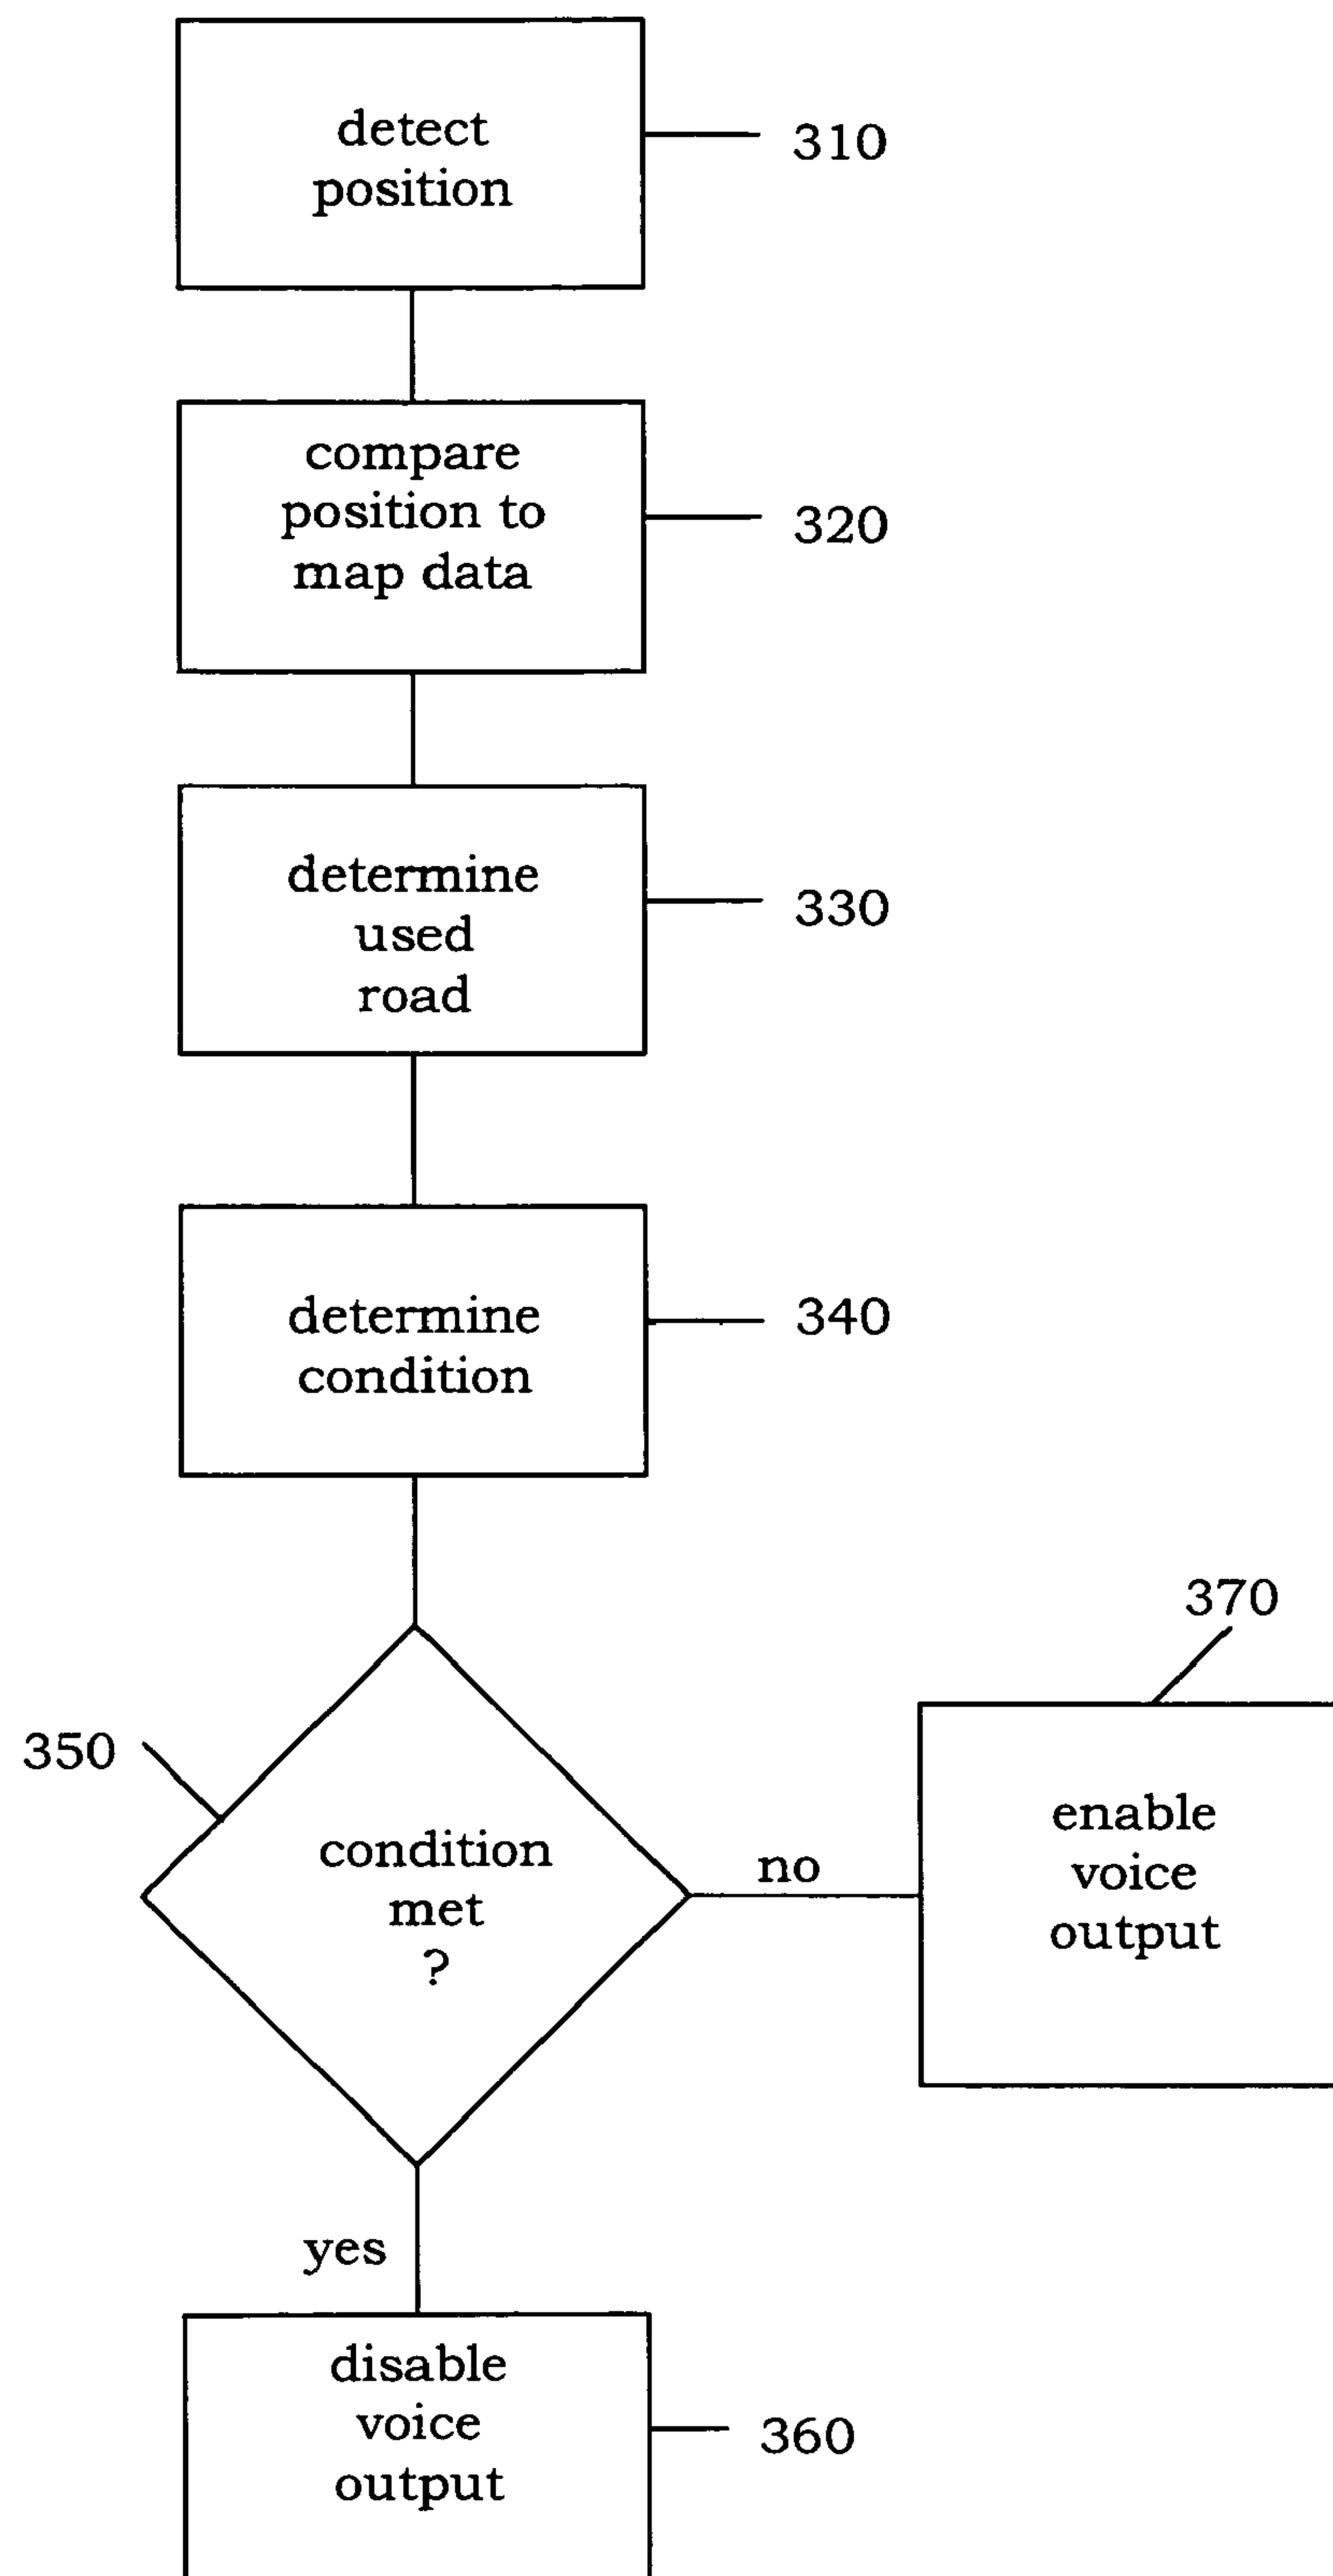 detect
position
310
compare
position to
map data
320
determine
used
road
330
determine
condition
340
370
350
condition
met
?
no
enable
voice
output
yes
disable
voice
output
360